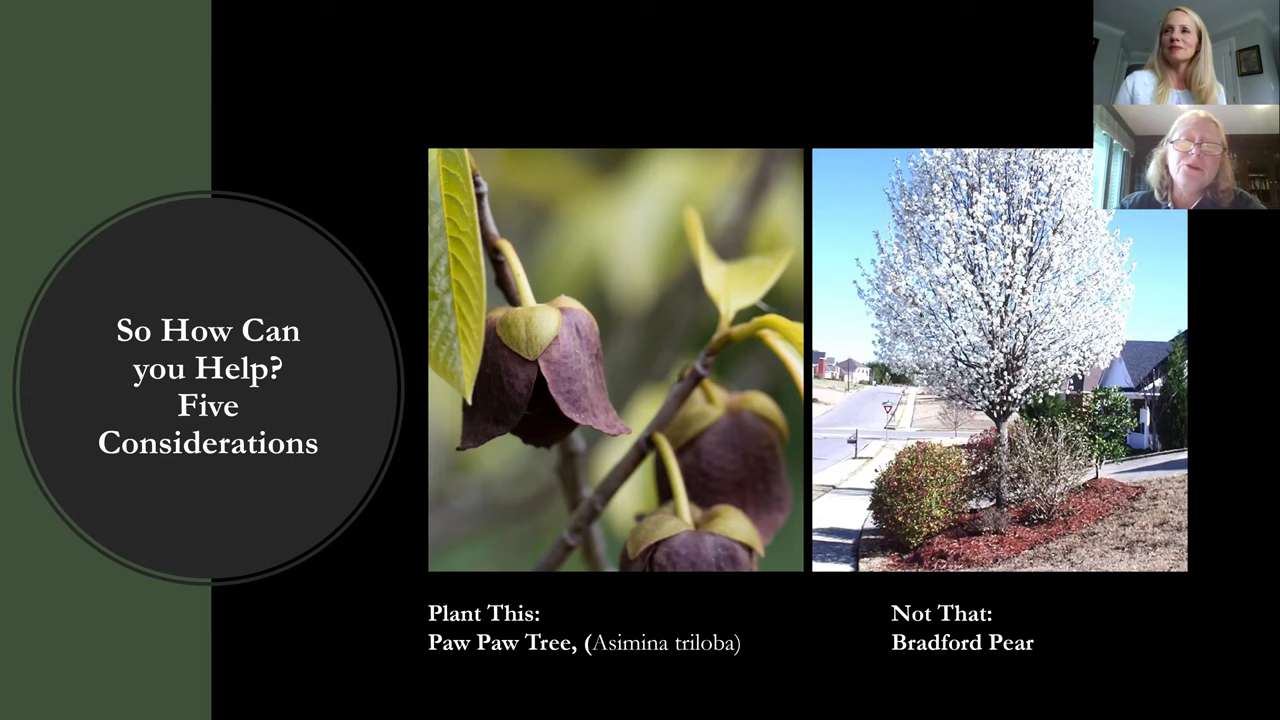 So How Can
you Help?
Five
Considerations
Plant This:
Paw Paw Tree, (Asimina triloba)
Not That:
Bradford Pear